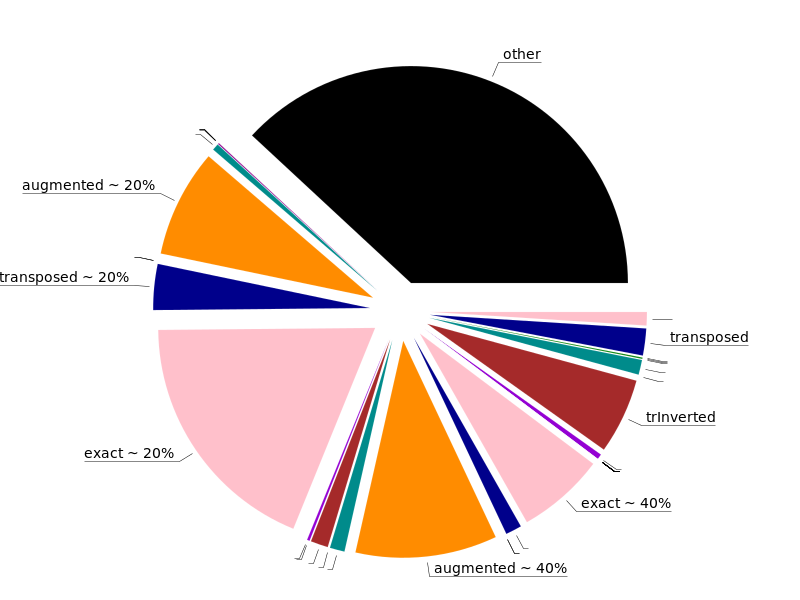 other
augmented ~ 20%
transposed ~ 20%
transposed
trInverted
exact ~ 20%
exact ~ 40%
augmented ~ 40%